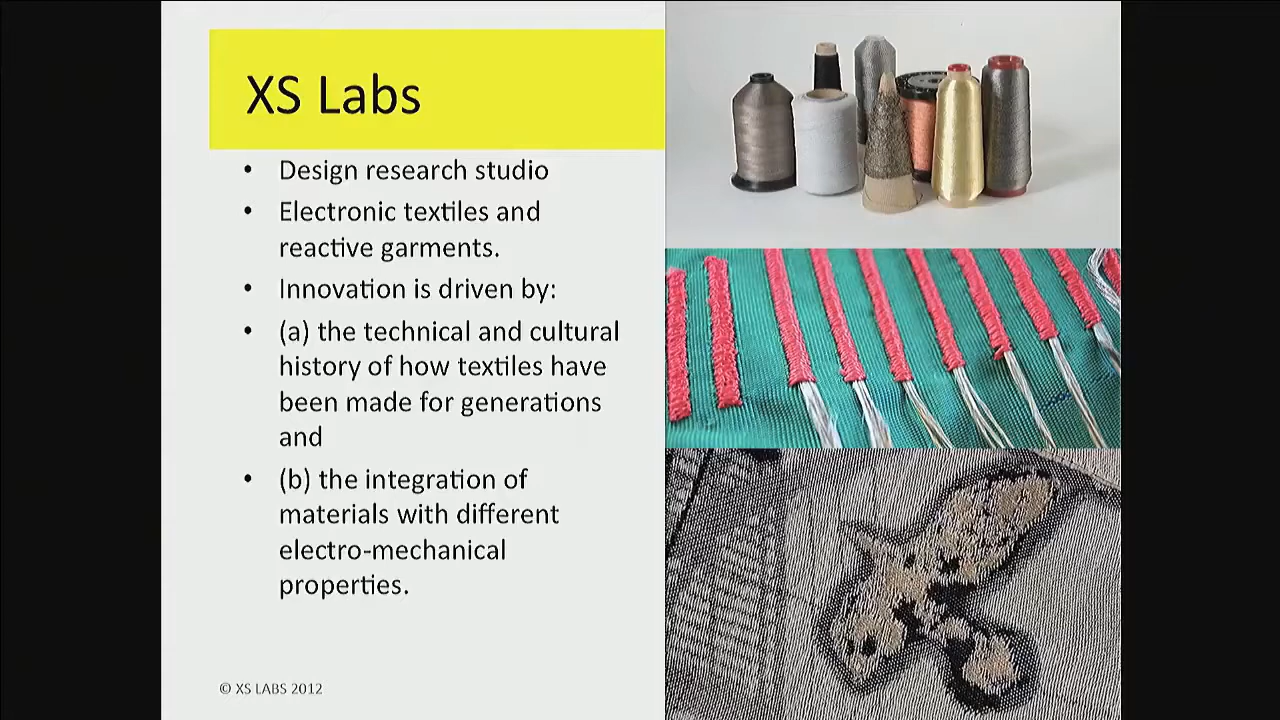 XS Labs
• Design research studio
• Electronic textiles and
reactive garments.
• Innovation is driven by:
• (a) the technical and cultural
history of how textiles have
been made for generations
and
• (b) the integration of
materials with different
electro-mechanical
properties.
© XS LABS 2012